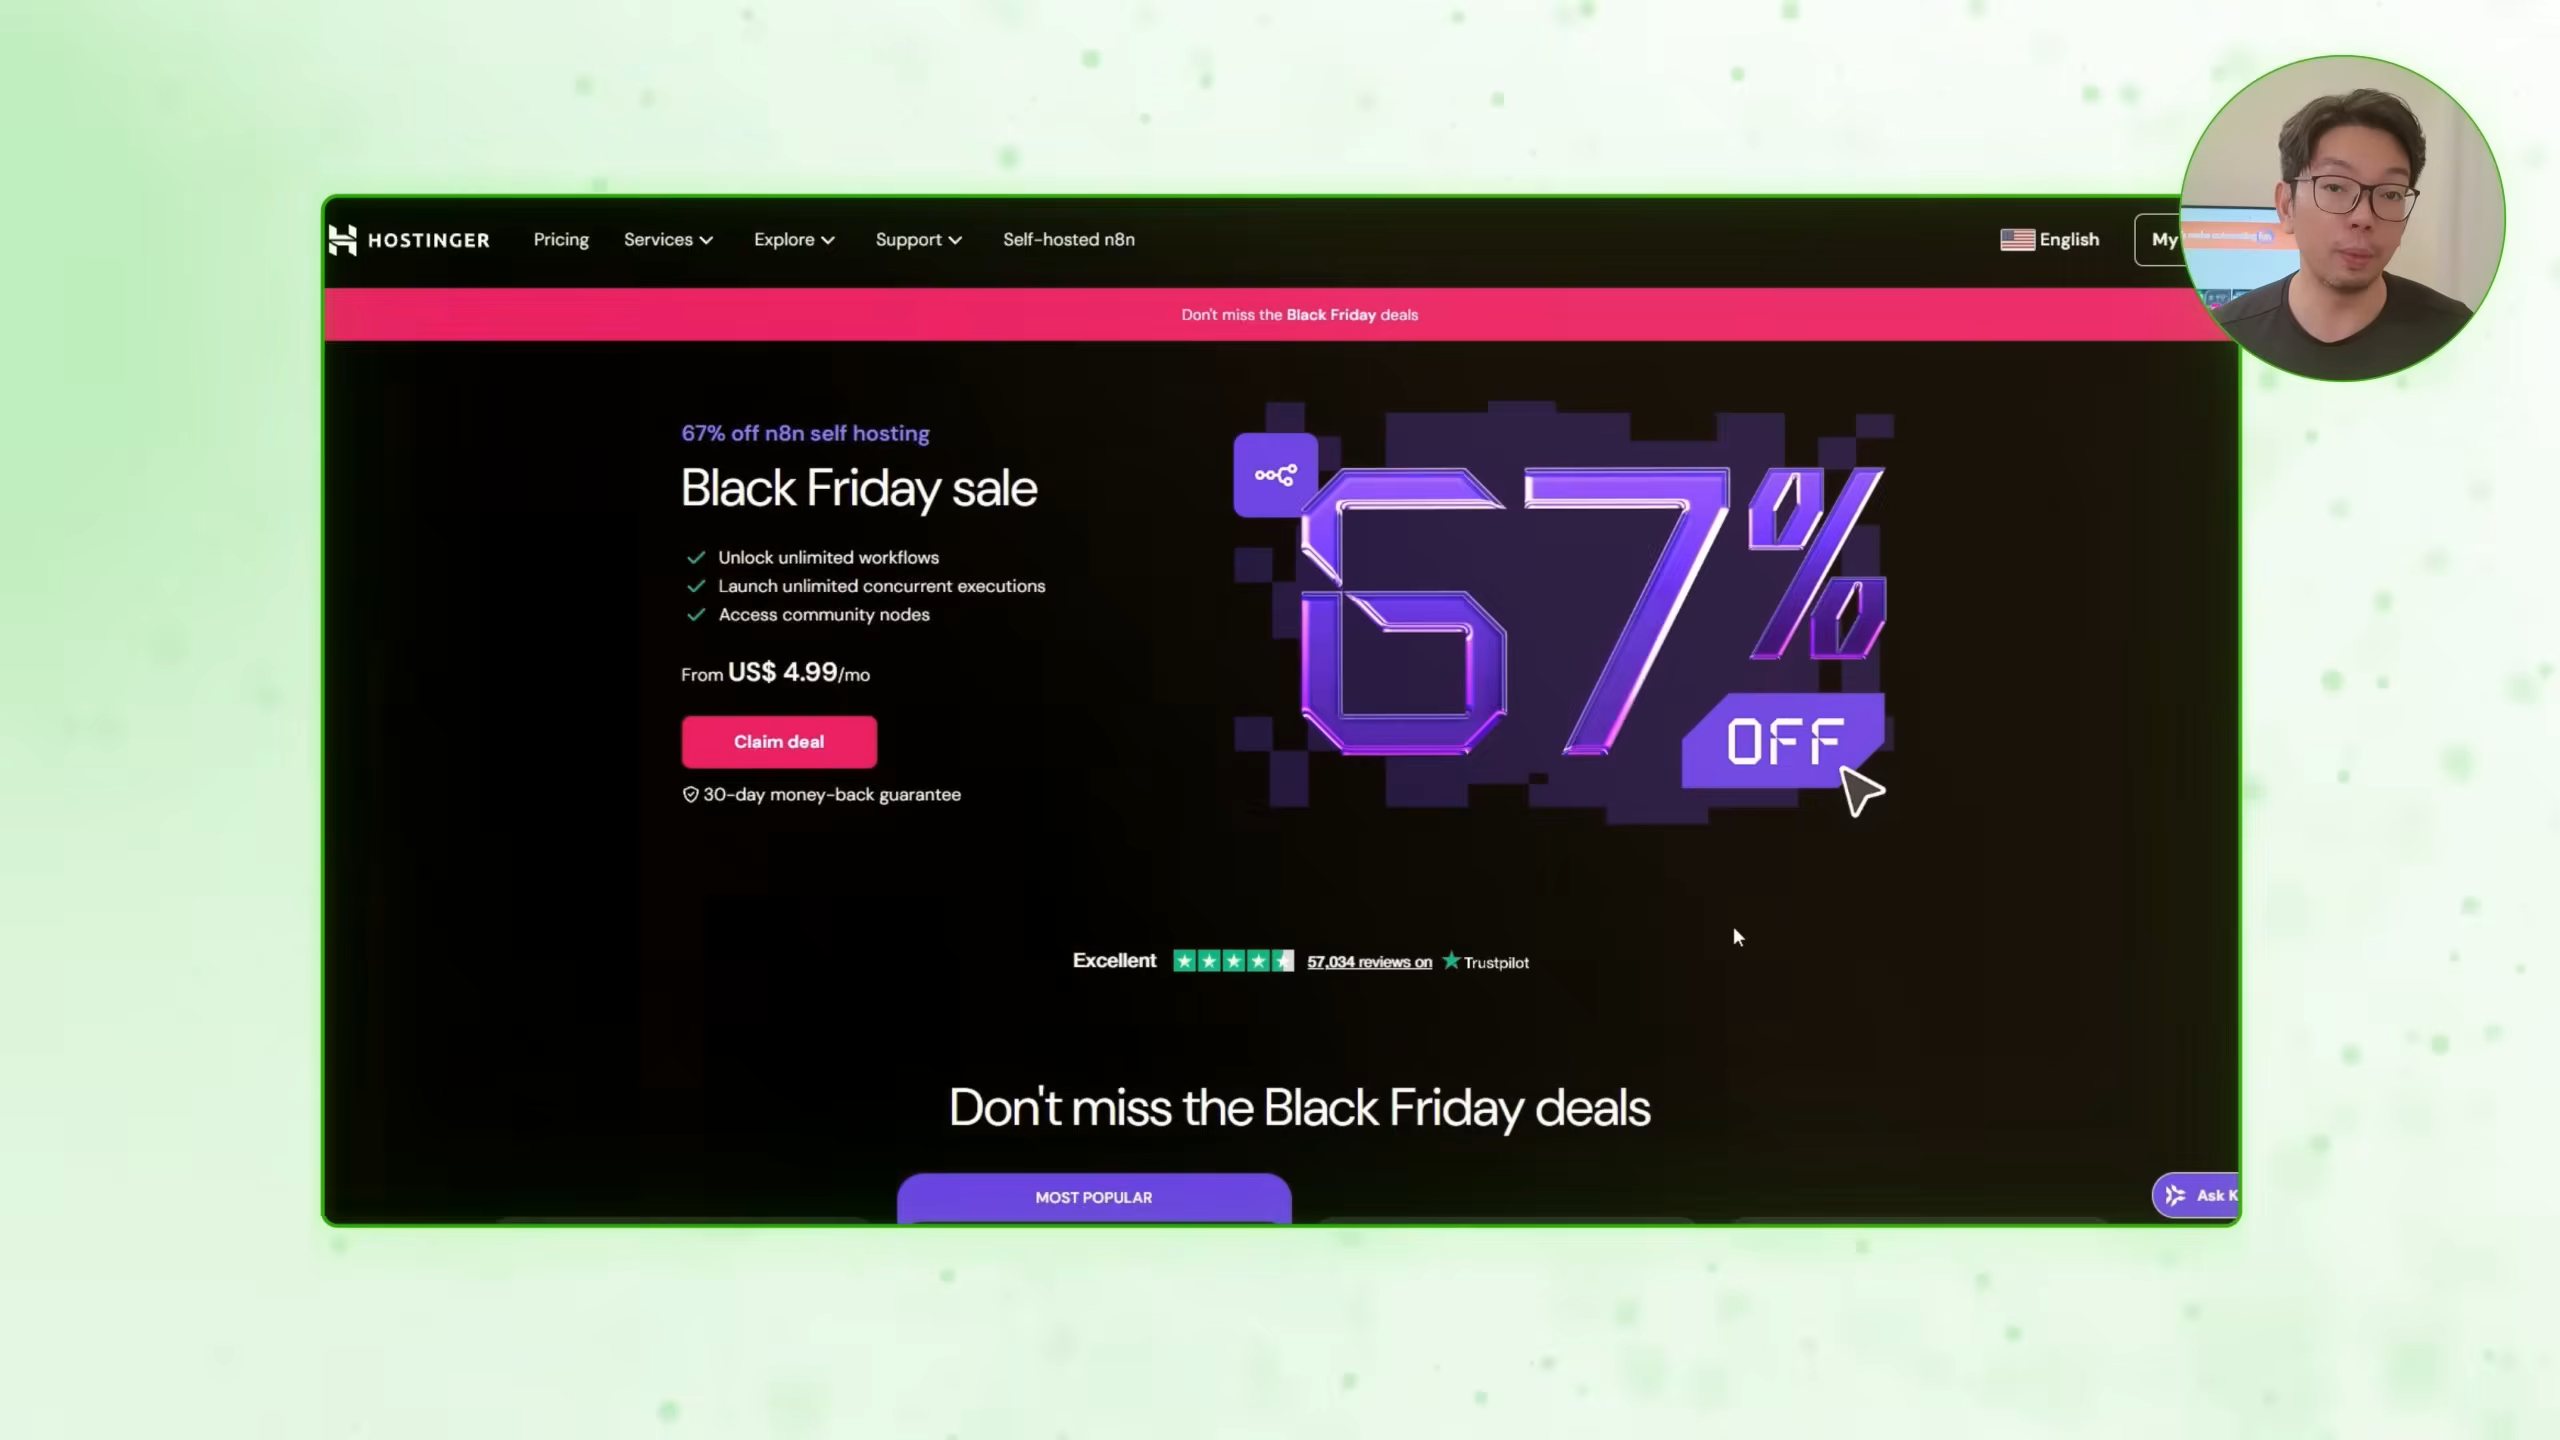 HOSTINGER
Pricing
Services
Explore
Support
Self-hosted n8n
English
My
Don't miss the Black Friday deals
67% off n8n self hosting
Black Friday sale
Unlock unlimited workflows
Launch unlimited concurrent executions
Access community nodes
From US$ 4.99/mo
Claim deal
30-day money-back guarantee
67%
OFF
Excellent
57,034 reviews on
Trustpilot
Don't miss the Black Friday deals
MOST POPULAR
Ask